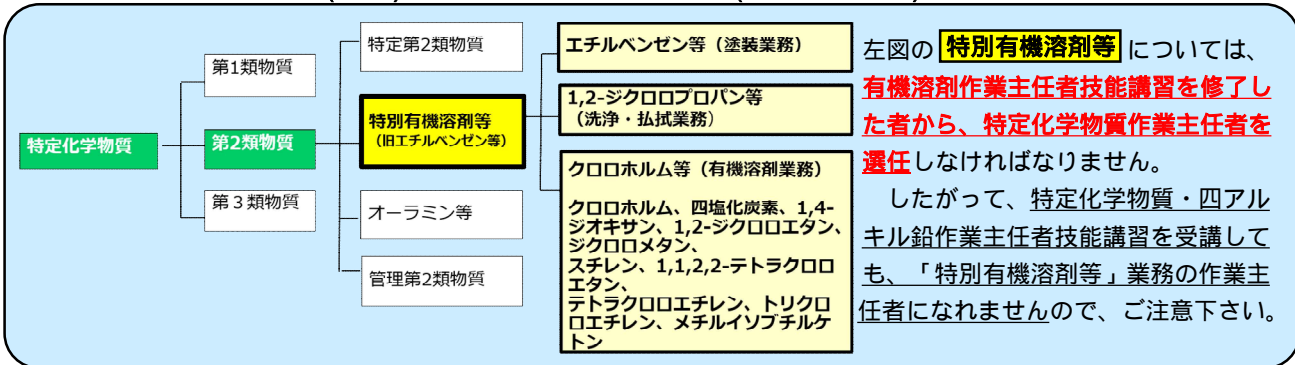 特定化学物質
第1類物質
第2類物質
第３類物質
特定第2類物質
特別有機溶剤等
（旧エチルベンゼン等）
オーラミン等
管理第2類物質
エチルベンゼン等（塗装業務）
1,2-ジクロロプロパン等
（洗浄・払拭業務）
クロロホルム等（有機溶剤業務）
クロロホルム、四塩化炭素、1,4-
ジオキサン、1,2-ジクロロエタン、
ジクロロメタン、
スチレン、1,1,2,2-テトラクロロ
エタン、
テトラクロロエチレン、トリクロ
ロエチレン、メチルイソブチルケ
トン
左図の 特別有機溶剤等 については、
有機溶剤作業主任者技能講習を修了し
た者から、特定化学物質作業主任者を
選任しなければなりません。
したがって、特定化学物質・四アル
キル鉛作業主任者技能講習を受講して
も、「特別有機溶剤等」業務の作業主
任者になれませんので、ご注意下さい。